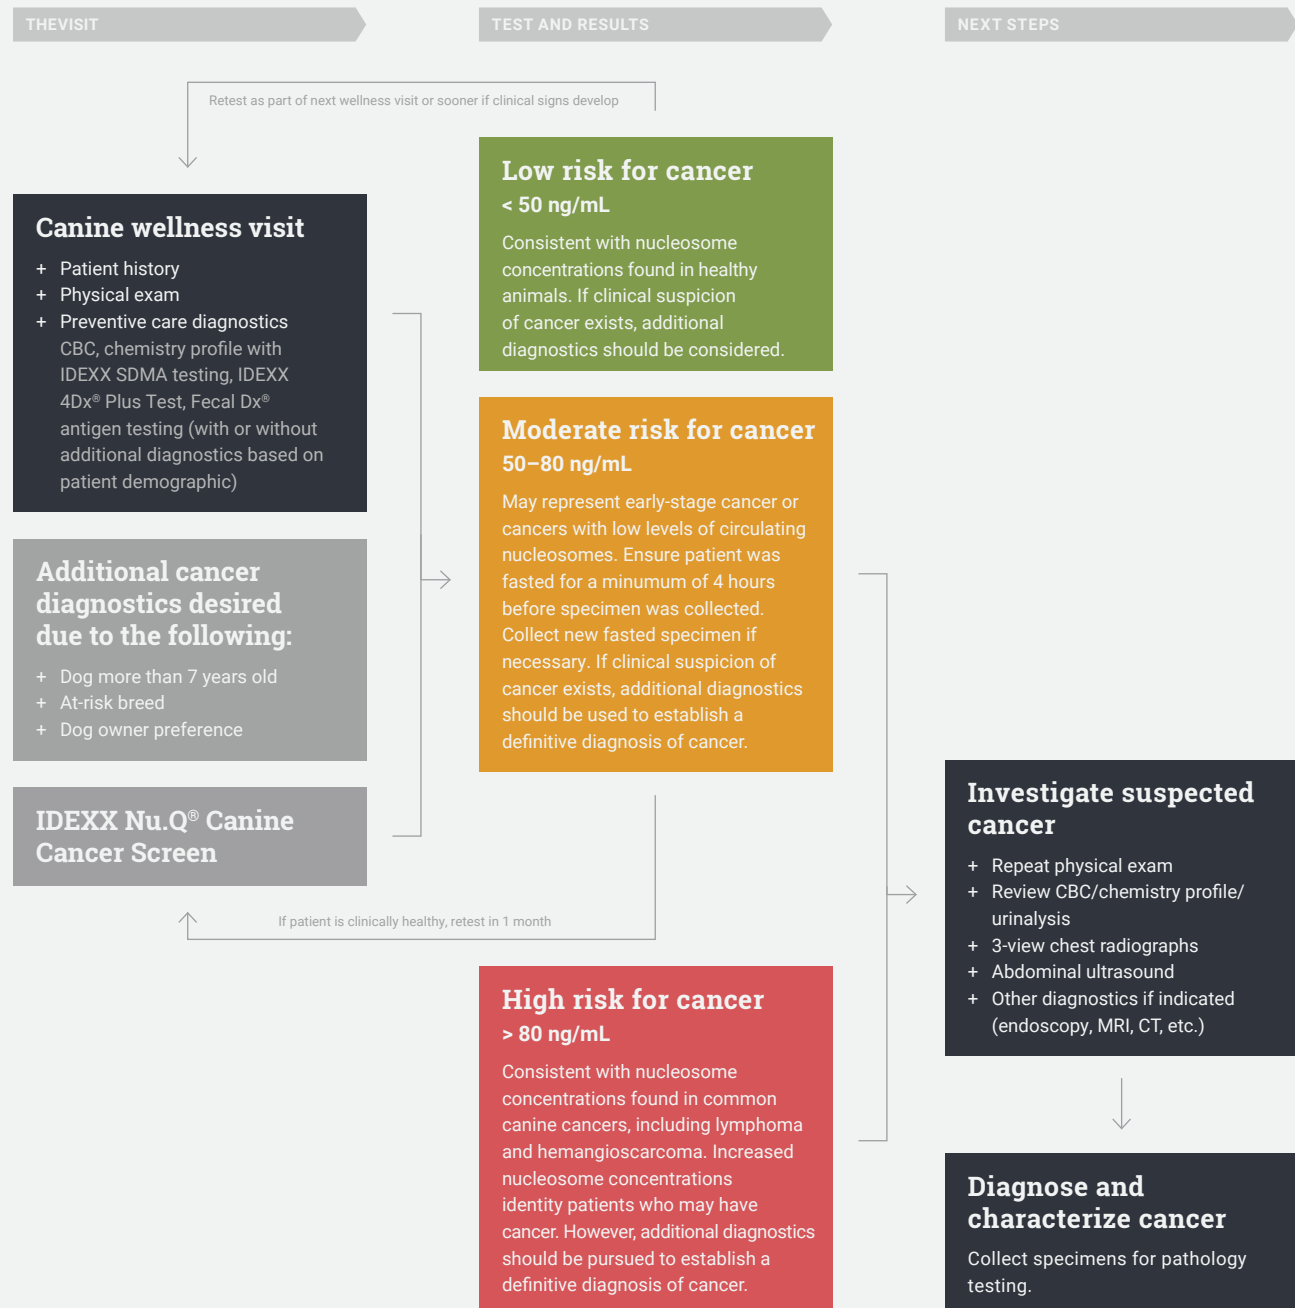 THEVISIT
TEST AND RESULTS
NEXT STEPS
Retest as part of next wellness visit or sooner if clinical signs develop
Canine wellness visit
+ Patient history
+ Physical exam
+ Preventive care diagnostics
CBC, chemistry profile with
IDEXX SDMA testing, IDEXX
4Dx® Plus Test, Fecal Dx®
antigen testing (with or without
additional diagnostics based on
patient demographic)
Additional cancer
diagnostics desired
due to the following:
+ Dog more than 7 years old
+ At-risk breed
+ Dog owner preference
IDEXX Nu.Q® Canine
Cancer Screen
Low risk for cancer
< 50 ng/mL
Consistent with nucleosome
concentrations found in healthy
animals. If clinical suspicion
of cancer exists, additional
diagnostics should be considered.
Moderate risk for cancer
50–80 ng/mL
May represent early-stage cancer or
cancers with low levels of circulating
nucleosomes. Ensure patient was
fasted for a minumum of 4 hours
before specimen was collected.
Collect new fasted specimen if
necessary. If clinical suspicion of
cancer exists, additional diagnostics
should be used to establish a
definitive diagnosis of cancer.
If patient is clinically healthy, retest in 1 month
High risk for cancer
> 80 ng/mL
Consistent with nucleosome
concentrations found in common
canine cancers, including lymphoma
and hemangioscarcoma. Increased
nucleosome concentrations
identity patients who may have
cancer. However, additional diagnostics
should be pursued to establish a
definitive diagnosis of cancer.
Investigate suspected
cancer
+ Repeat physical exam
+ Review CBC/chemistry profile/
urinalysis
+ 3-view chest radiographs
+ Abdominal ultrasound
+ Other diagnostics if indicated
(endoscopy, MRI, CT, etc.)
Diagnose and
characterize cancer
Collect specimens for pathology
testing.